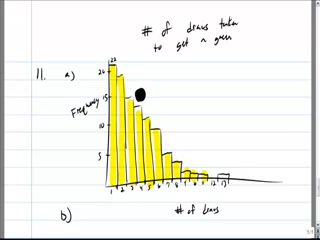 # of draws taken
to get a green
11. a)
22
20
15
10
5
Frequency
1 2 3 4 5 6 7 8 9 10 11 12 13
# of draws
b)